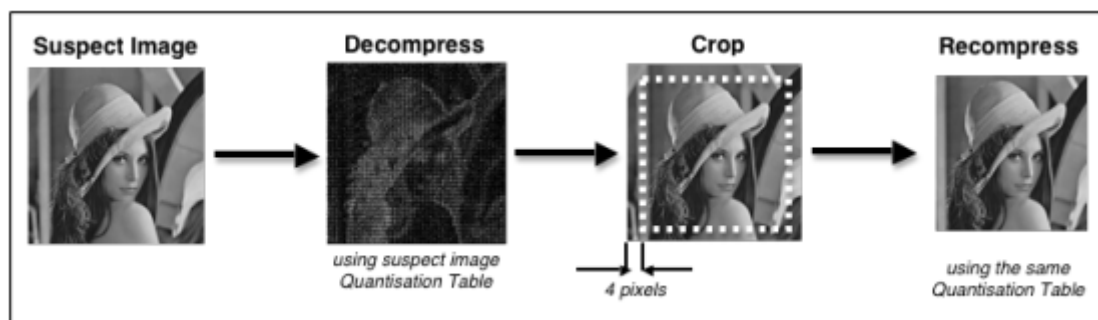 Suspect Image
Decompress
Crop
Recompress
using suspect image
Quantisation Table
4 pixels
using the same
Quantisation Table